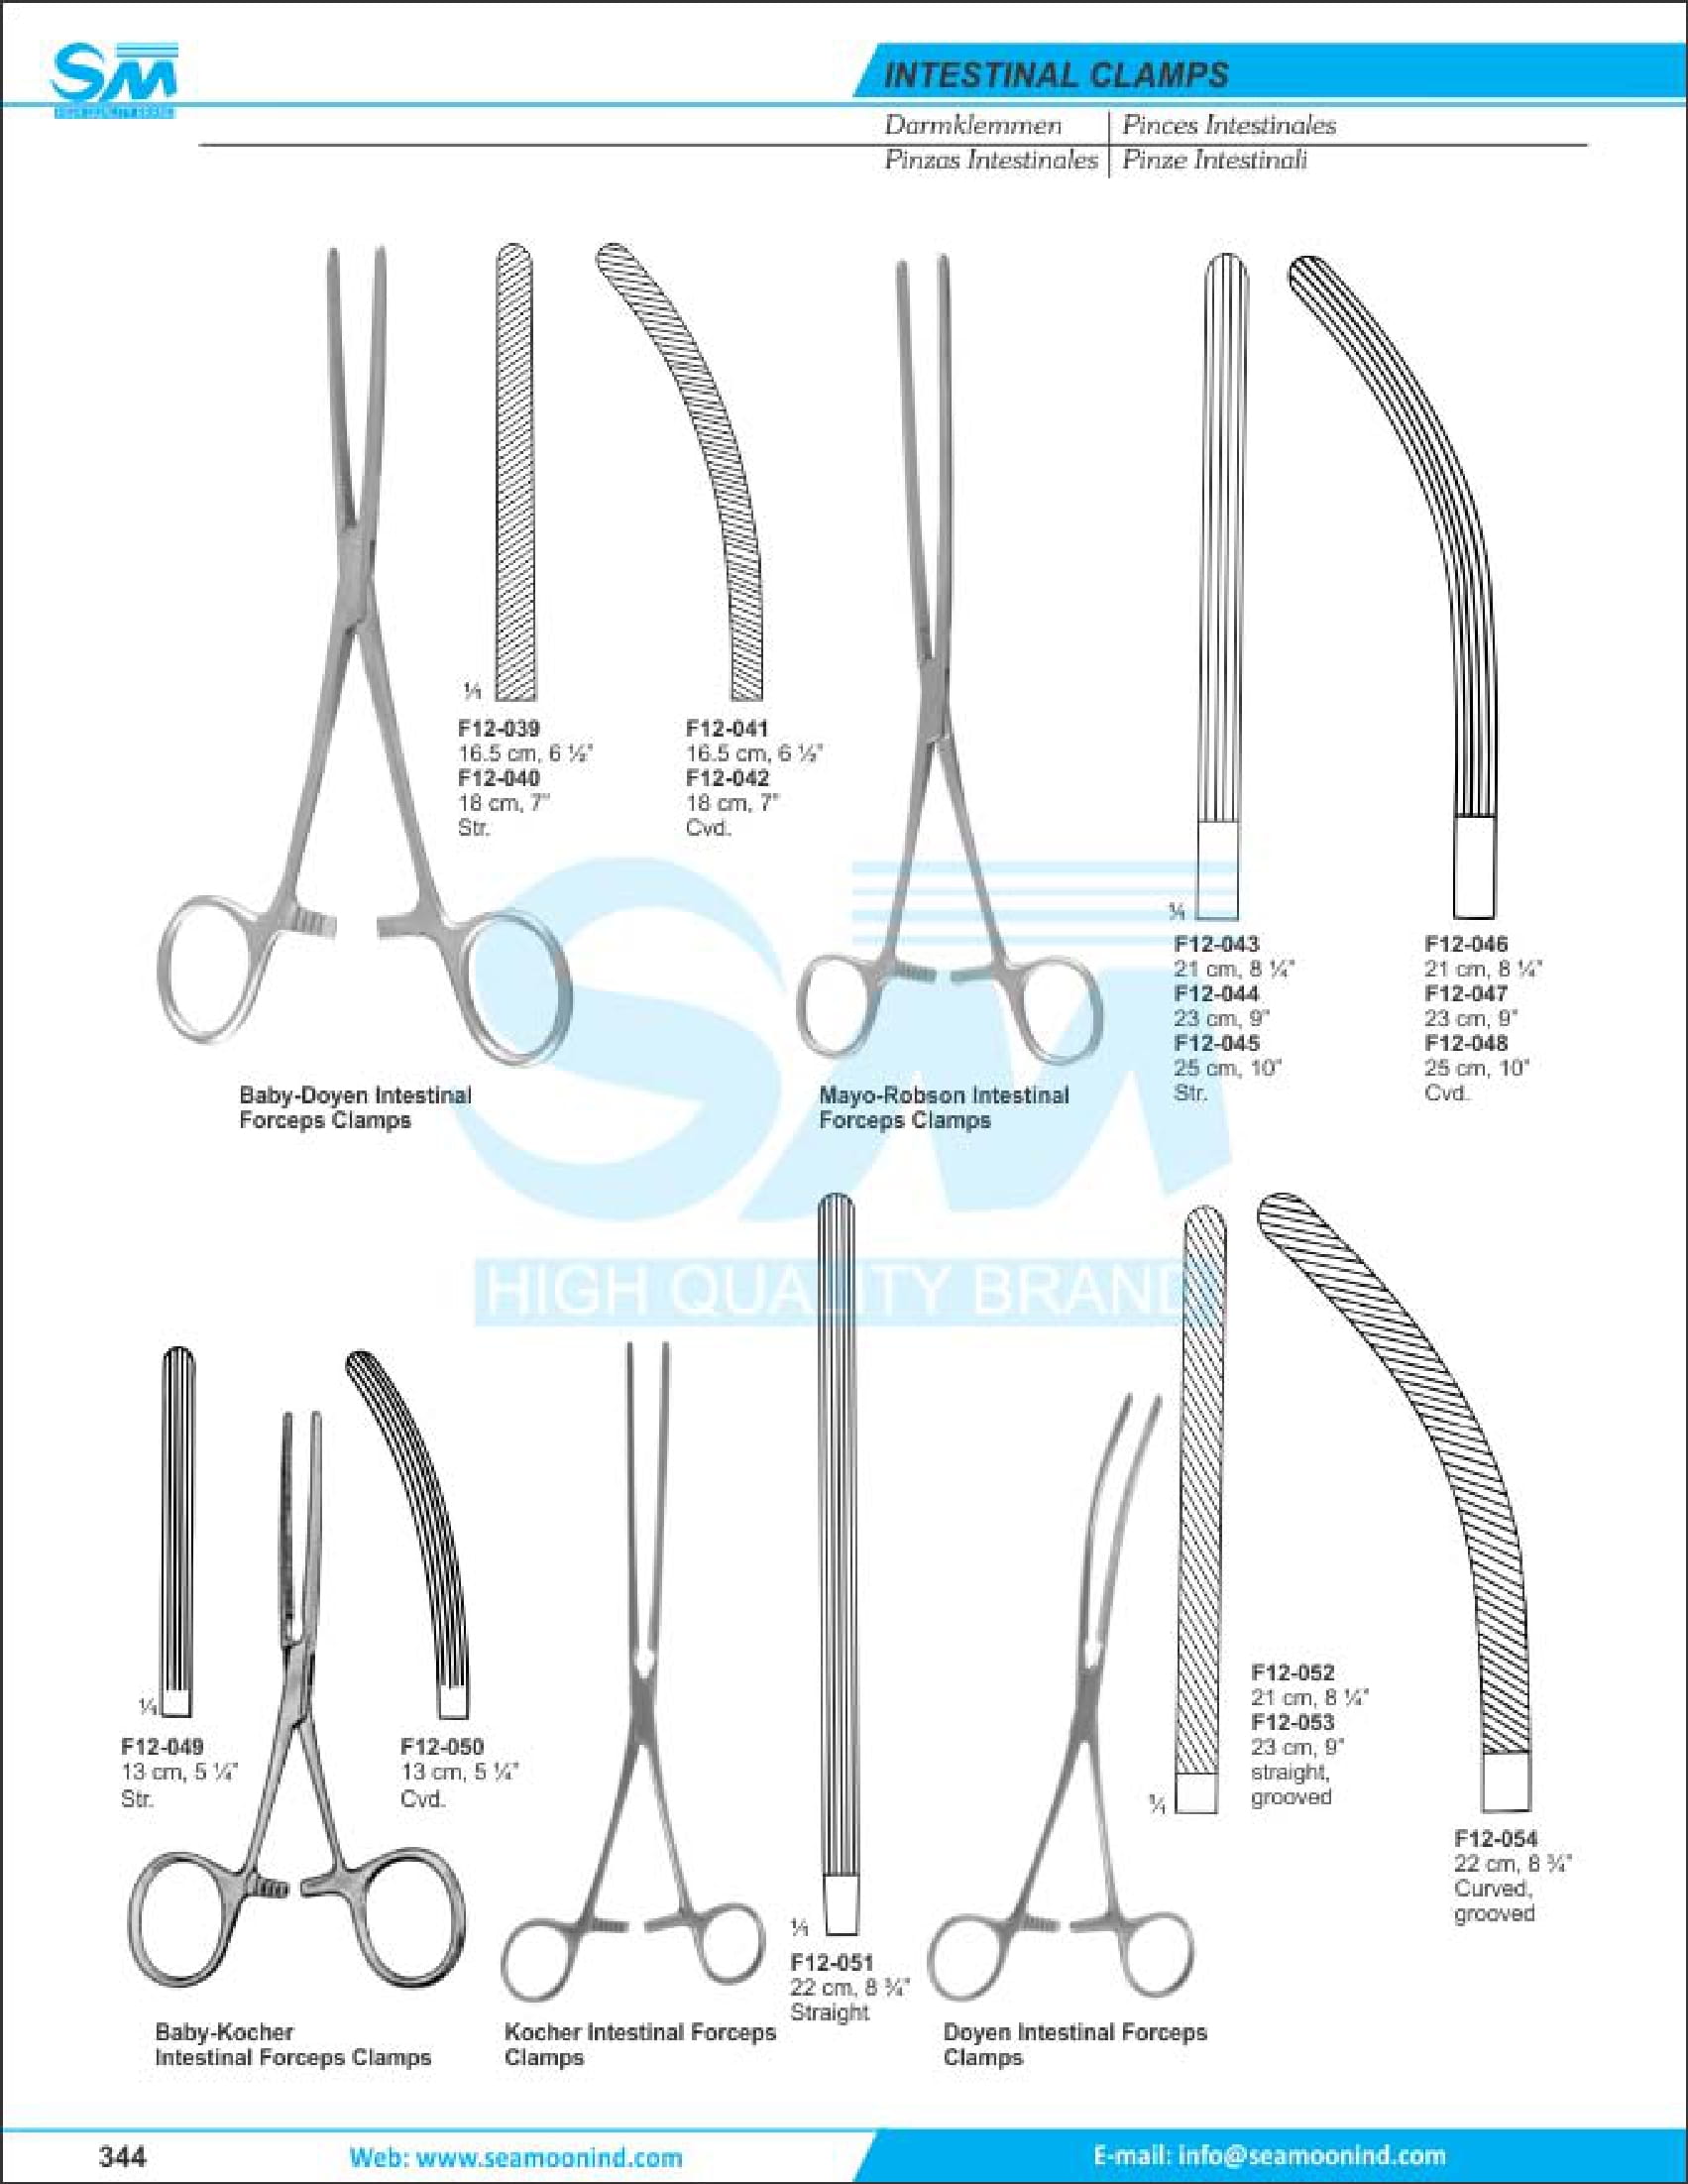 SM
INTESTINAL CLAMPS
Darmklemmen
Pinces Intestinales
Pinzas Intestinales
Pinze Intestinali
1/1
F12-039
16.5 cm, 6 ½"
F12-040
18 cm, 7"
Str.
F12-041
16.5 cm, 6 ½"
F12-042
18 cm, 7"
Cvd.
Baby-Doyen Intestinal
Forceps Clamps
F12-043
21 cm, 8 ¼"
F12-044
23 cm, 9"
F12-045
25 cm, 10"
Str.
F12-046
21 cm, 8 ¼"
F12-047
23 cm, 9"
F12-048
25 cm, 10"
Cvd.
Mayo-Robson Intestinal
Forceps Clamps
SM
HIGH QUALITY BRAND
1/1
F12-049
13 cm, 5 ¼"
Str.
F12-050
13 cm, 5 ¼"
Cvd.
Baby-Kocher
Intestinal Forceps Clamps
1/1
F12-051
22 cm, 8 ¾"
Straight
Kocher Intestinal Forceps
Clamps
1/1
F12-052
21 cm, 8 ¼"
F12-053
23 cm, 9"
straight,
grooved
F12-054
22 cm, 8 ¾"
Curved,
grooved
Doyen Intestinal Forceps
Clamps
344
Web: www.seamoonind.com
E-mail: info@seamoonind.com